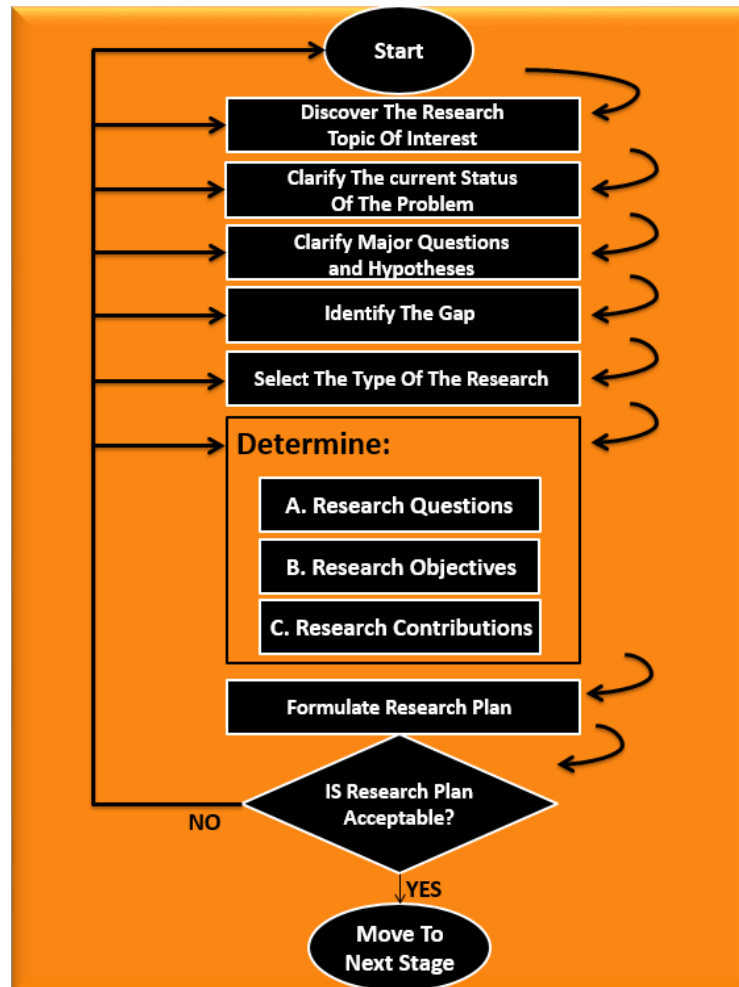 Start
Discover The Research
Topic Of Interest
Clarify The current Status
Of The Problem
Clarify Major Questions
and Hypotheses
Identify The Gap
Select The Type Of The Research
Determine:
A. Research Questions
B. Research Objectives
C. Research Contributions
Formulate Research Plan
IS Research Plan
Acceptable?
NO
YES
Move To
Next Stage